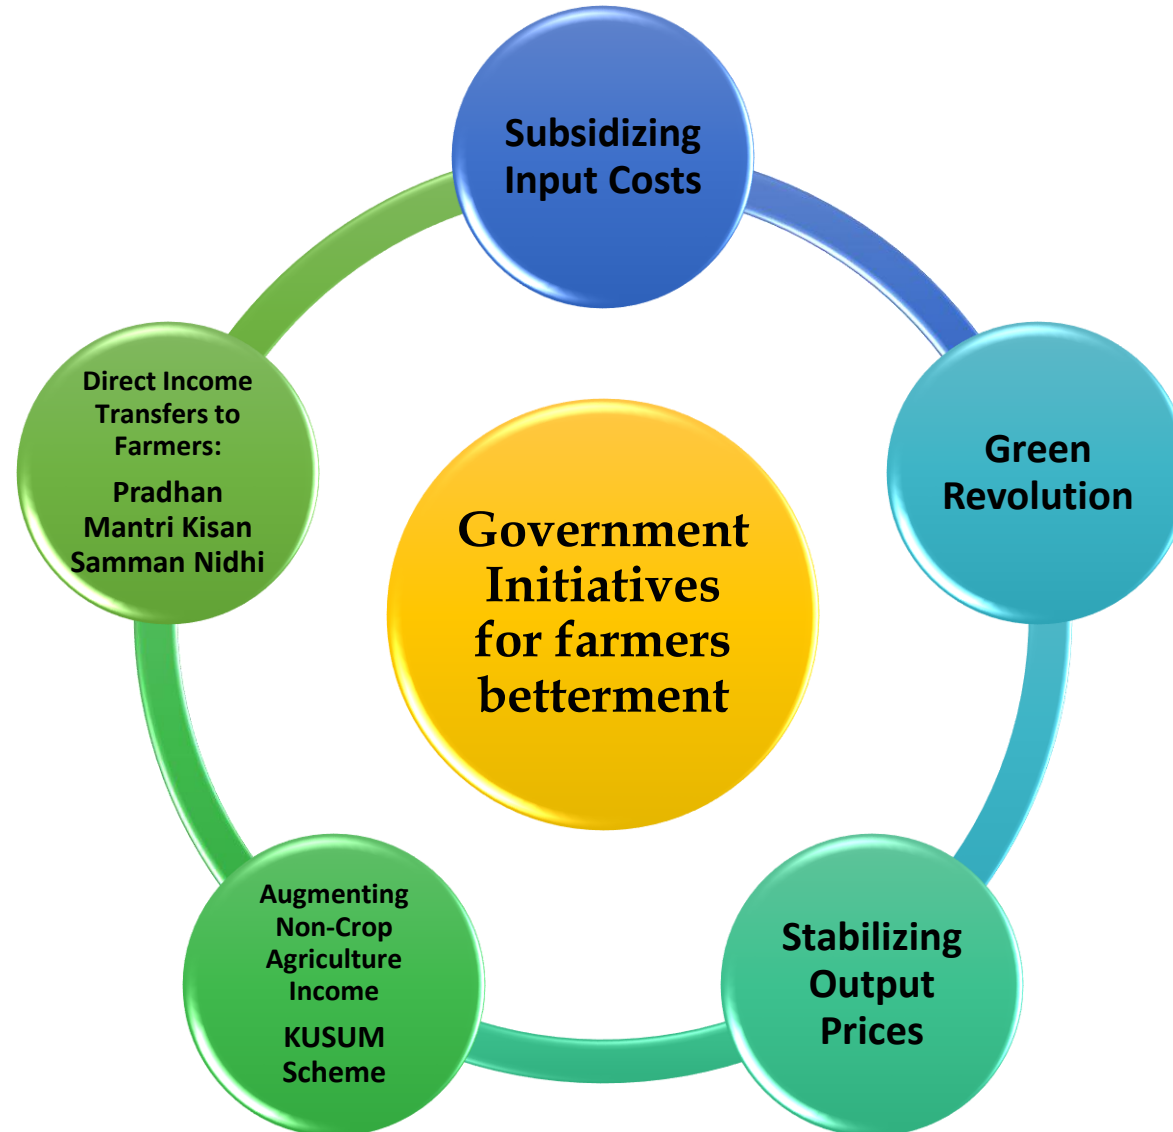 Subsidizing
Input Costs
Green
Revolution
Stabilizing
Output
Prices
Augmenting
Non-Crop
Agriculture
Income
KUSUM
Scheme
Direct Income
Transfers to
Farmers:
Pradhan
Mantri Kisan
Samman Nidhi
Government
Initiatives
for farmers
betterment